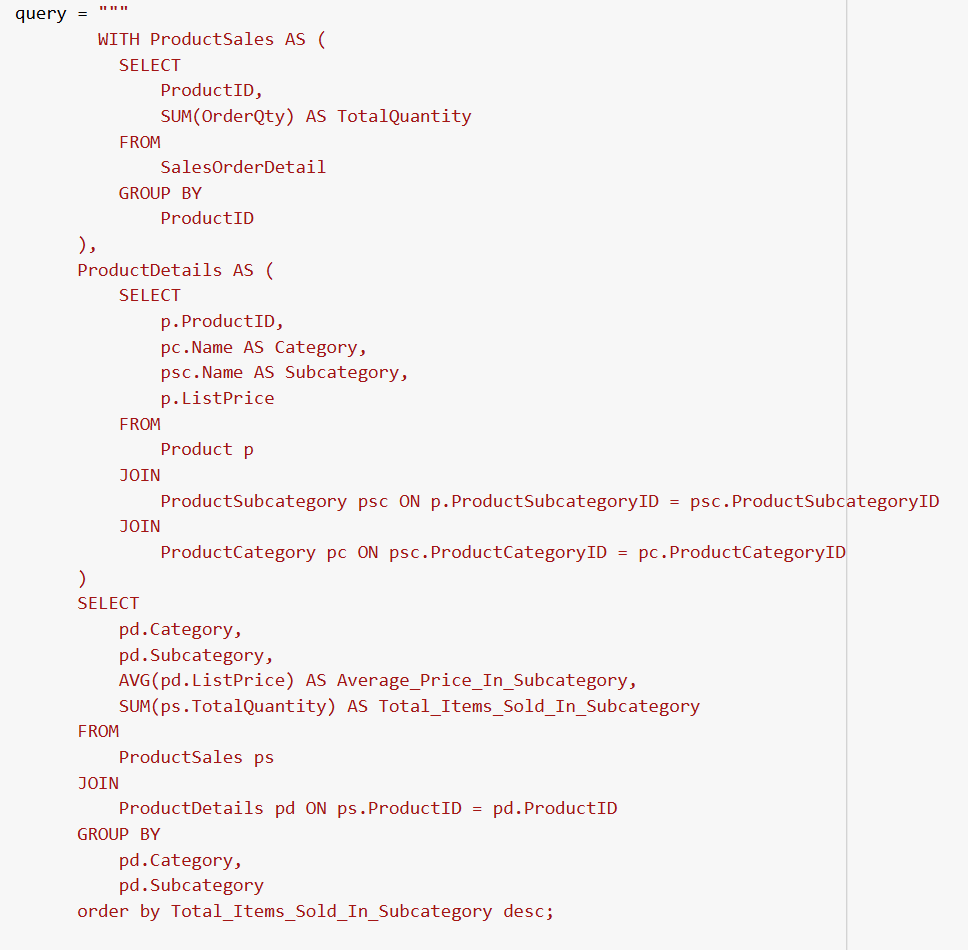 query = """
        WITH ProductSales AS (
          SELECT
              ProductID,
              SUM(OrderQty) AS TotalQuantity
          FROM
              SalesOrderDetail
          GROUP BY
              ProductID
      ),
      ProductDetails AS (
          SELECT
              p.ProductID,
              pc.Name AS Category,
              psc.Name AS Subcategory,
              p.ListPrice
          FROM
              Product p
          JOIN
              ProductSubcategory psc ON p.ProductSubcategoryID = psc.ProductSubcategoryID
          JOIN
              ProductCategory pc ON psc.ProductCategoryID = pc.ProductCategoryID
      )
      SELECT
          pd.Category,
          pd.Subcategory,
          AVG(pd.ListPrice) AS Average_Price_In_Subcategory,
          SUM(ps.TotalQuantity) AS Total_Items_Sold_In_Subcategory
      FROM
          ProductSales ps
      JOIN
          ProductDetails pd ON ps.ProductID = pd.ProductID
      GROUP BY
          pd.Category,
          pd.Subcategory
      order by Total_Items_Sold_In_Subcategory desc;